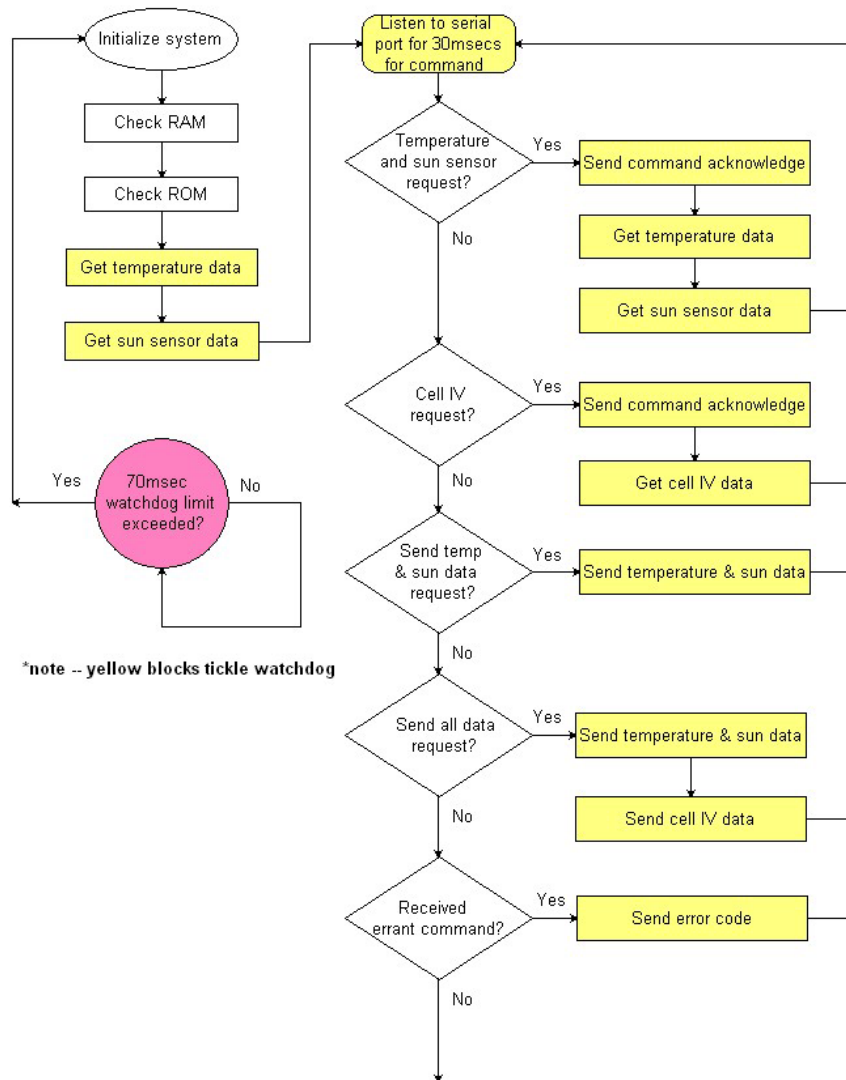 Initialize system
Check RAM
Check ROM
Get temperature data
Get sun sensor data
Yes
70msec
watchdog limit
exceeded?
No
*note -- yellow blocks tickle watchdog
Listen to serial
port for 30msecs
for command
Temperature
and sun sensor
request?
Yes
Send command acknowledge
Get temperature data
Get sun sensor data
No
Cell IV
request?
Yes
Send command acknowledge
Get cell IV data
No
Send temp
& sun data
request?
Yes
Send temperature & sun data
No
Send all data
request?
Yes
Send temperature & sun data
Send cell IV data
No
Received
errant command?
Yes
Send error code
No